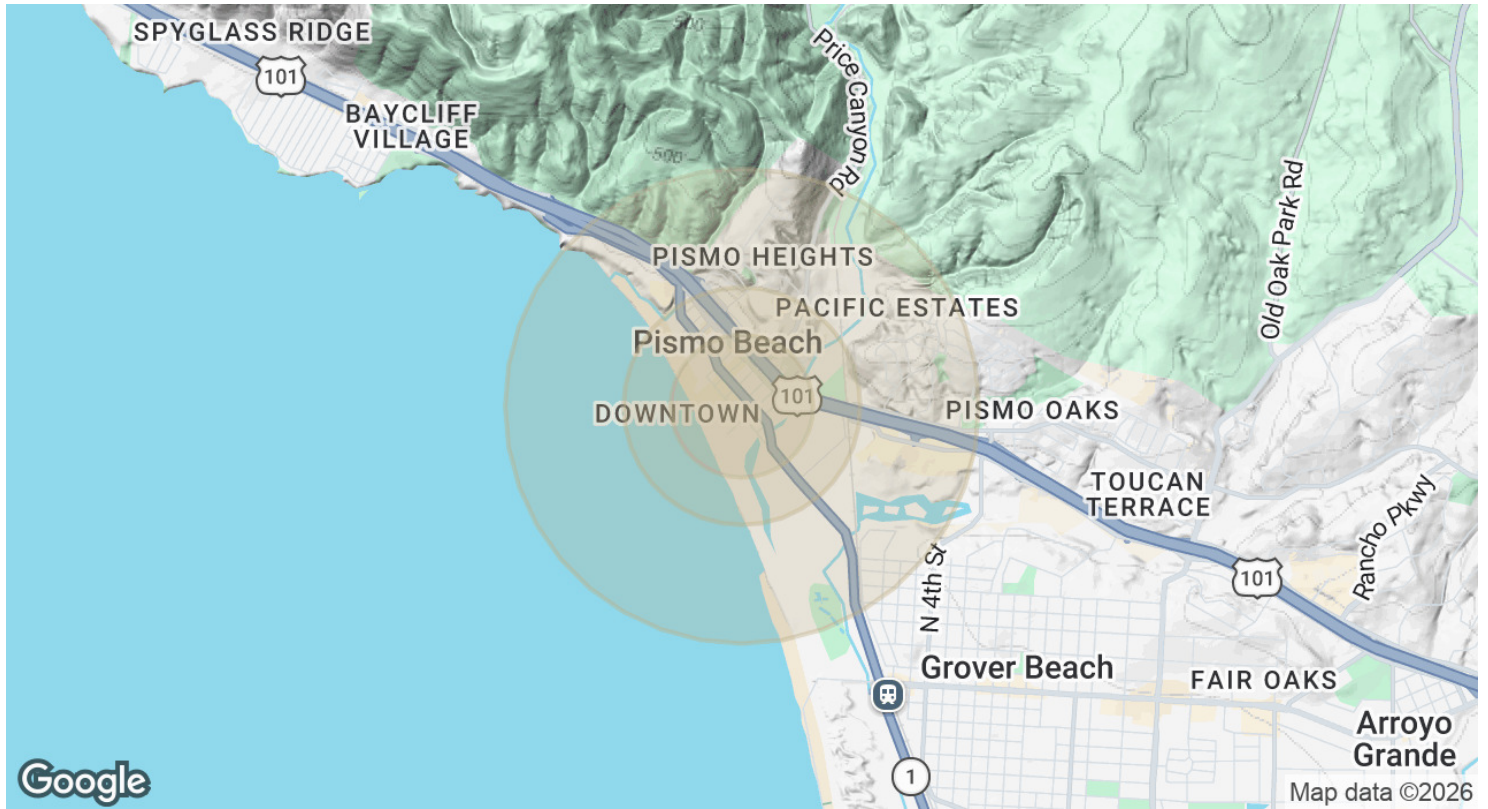 500
SPYGLASS RIDGE
101
Price Canyon Rd
BAYCLIFF
VILLAGE
500
Old Oak Park Rd
PISMO HEIGHTS
PACIFIC ESTATES
Pismo Beach
101
DOWNTOWN
PISMO OAKS
TOUCAN
TERRACE
Rancho Pkwy
N 4th St
101
Grover Beach
FAIR OAKS
Arroyo
Grande
1
Google
Map data ©2026